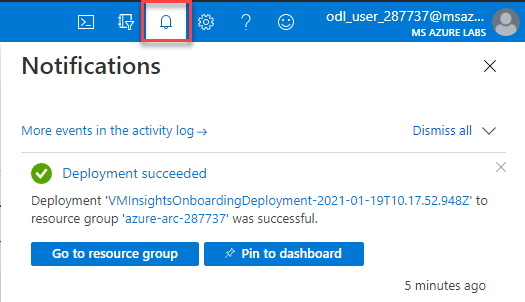 odl_user_287737@msaz...
MS AZURE LABS
Notifications
More events in the activity log→
Dismiss all
Deployment succeeded
Deployment 'VMInsightsOnboardingDeployment-2021-01-19T10.17.52.948Z' to
resource group 'azure-arc-287737' was successful.
Go to resource group
Pin to dashboard
5 minutes ago